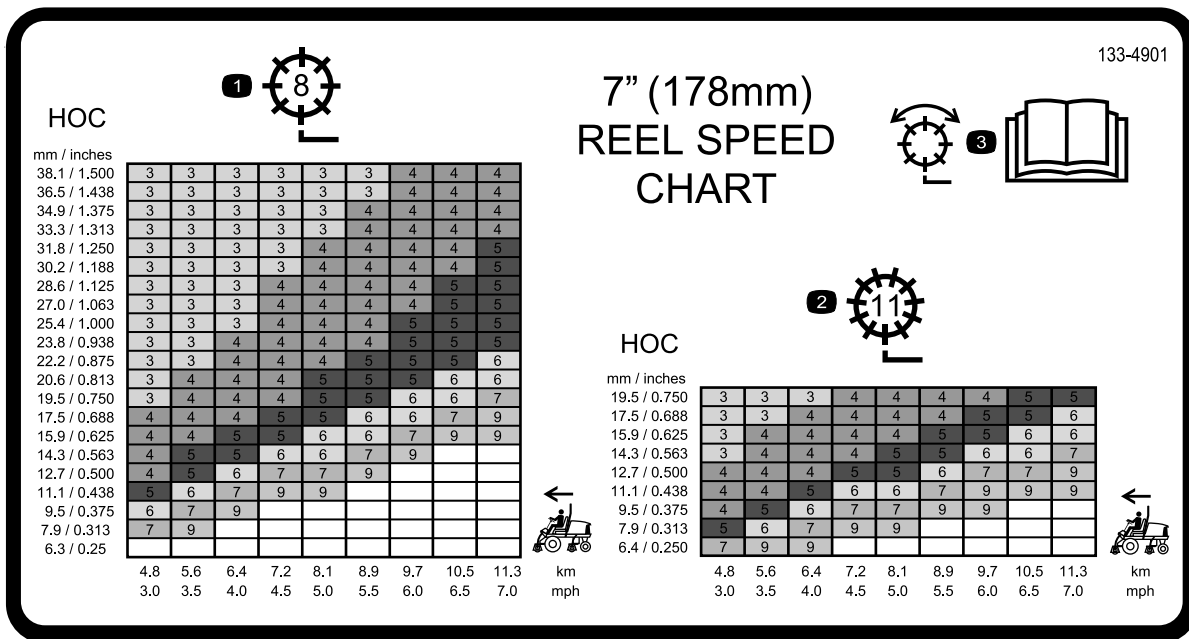 133-4901
1
8
7” (178mm)
REEL SPEED
CHART
3
HOC
mm / inches
38.1 / 1.500 3 3 3 3 3 3 4 4 4
36.5 / 1.438 3 3 3 3 3 3 4 4 4
34.9 / 1.375 3 3 3 3 3 4 4 4 4
33.3 / 1.313 3 3 3 3 3 4 4 4 4
31.8 / 1.250 3 3 3 3 4 4 4 4 5
30.2 / 1.188 3 3 3 3 4 4 4 4 5
28.6 / 1.125 3 3 3 4 4 4 4 5 5
27.0 / 1.063 3 3 3 4 4 4 4 5 5
25.4 / 1.000 3 3 3 4 4 4 5 5 5
23.8 / 0.938 3 3 4 4 4 4 5 5 5
22.2 / 0.875 3 3 4 4 4 5 5 5 6
20.6 / 0.813 3 4 4 4 5 5 5 6 6
19.5 / 0.750 3 4 4 4 5 5 6 6 7
17.5 / 0.688 4 4 4 5 5 6 6 7 9
15.9 / 0.625 4 4 5 5 6 6 7 9 9
14.3 / 0.563 4 5 5 6 6 7 9
12.7 / 0.500 4 5 6 7 7 9
11.1 / 0.438 5 6 7 9 9
9.5 / 0.375 6 7 9
7.9 / 0.313 7 9
6.3 / 0.25
4.8 5.6 6.4 7.2 8.1 8.9 9.7 10.5 11.3 km
3.0 3.5 4.0 4.5 5.0 5.5 6.0 6.5 7.0 mph
2
11
HOC
mm / inches
19.5 / 0.750 3 3 3 4 4 4 4 5 5
17.5 / 0.688 3 3 4 4 4 4 5 5 6
15.9 / 0.625 3 4 4 4 4 5 5 6 6
14.3 / 0.563 3 4 4 4 5 5 6 6 7
12.7 / 0.500 4 4 4 5 5 6 7 7 9
11.1 / 0.438 4 4 5 6 6 7 9 9 9
9.5 / 0.375 4 5 6 7 7 9 9
7.9 / 0.313 5 6 7 9 9
6.4 / 0.250 7 9 9
4.8 5.6 6.4 7.2 8.1 8.9 9.7 10.5 11.3 km
3.0 3.5 4.0 4.5 5.0 5.5 6.0 6.5 7.0 mph